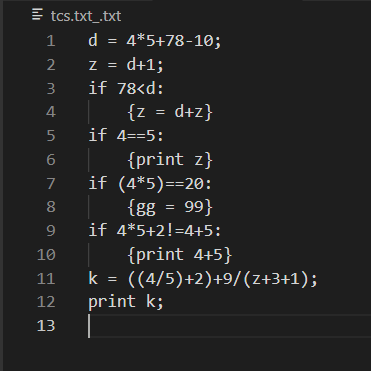 tcs.txt_.txt
1 d = 4*5+78-10;
2 z = d+1;
3 if 78<d:
4     {z = d+z}
5 if 4==5:
6     {print z}
7 if (4*5)==20:
8     {gg = 99}
9 if 4*5+2!=4+5:
10     {print 4+5}
11 k = ((4/5)+2)+9/(z+3+1);
12 print k;
13